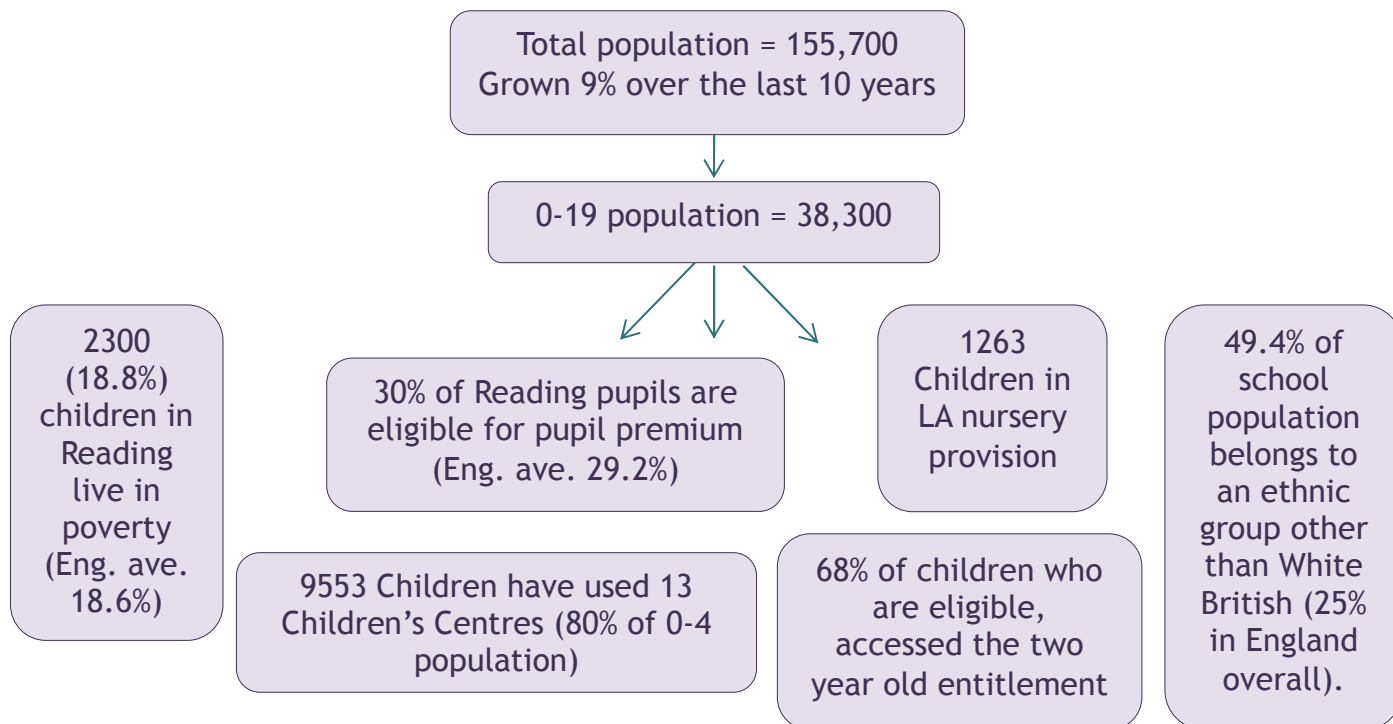 Total population = 155,700
Grown 9% over the last 10 years
0-19 population = 38,300
2300
(18.8%)
children in
Reading
live in
poverty
(Eng. ave.
18.6%)
30% of Reading pupils are
eligible for pupil premium
(Eng. ave. 29.2%)
1263
Children in
LA nursery
provision
49.4% of
school
population
belongs to
an ethnic
group other
than White
British (25%
in England
overall).
9553 Children have used 13
Children’s Centres (80% of 0-4
population)
68% of children who
are eligible,
accessed the two
year old entitlement